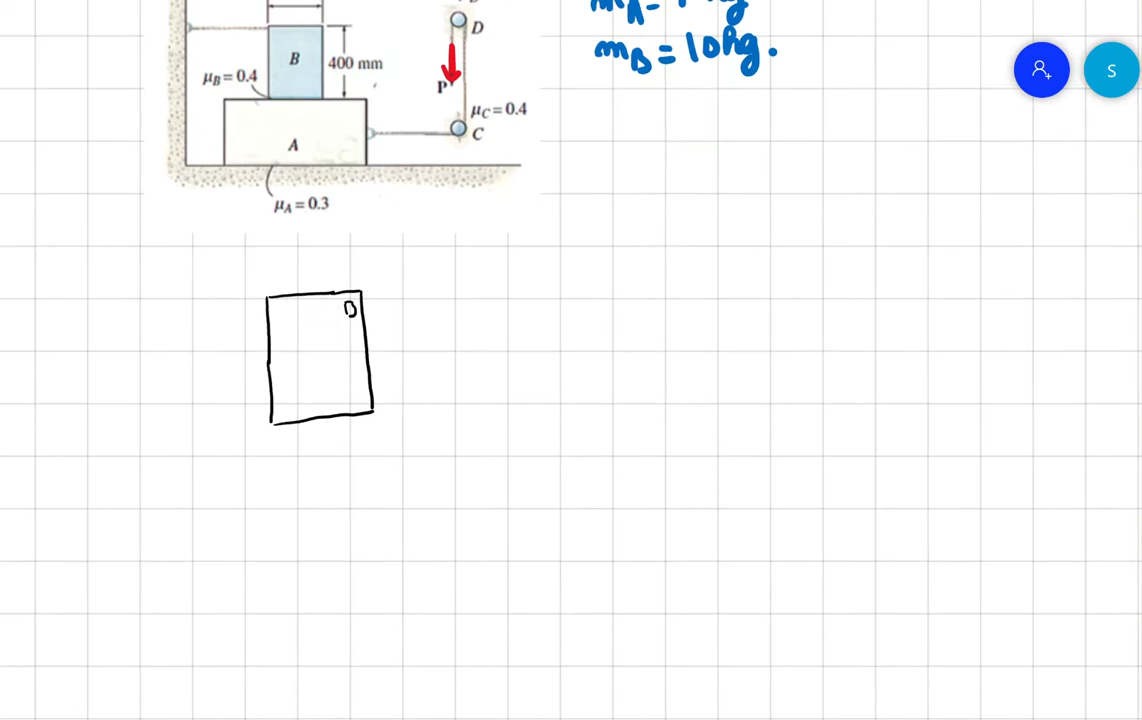 D
B
400 mm
μB = 0.4
P
μC = 0.4
C
A
μA = 0.3
mB = 10kg.
B
S